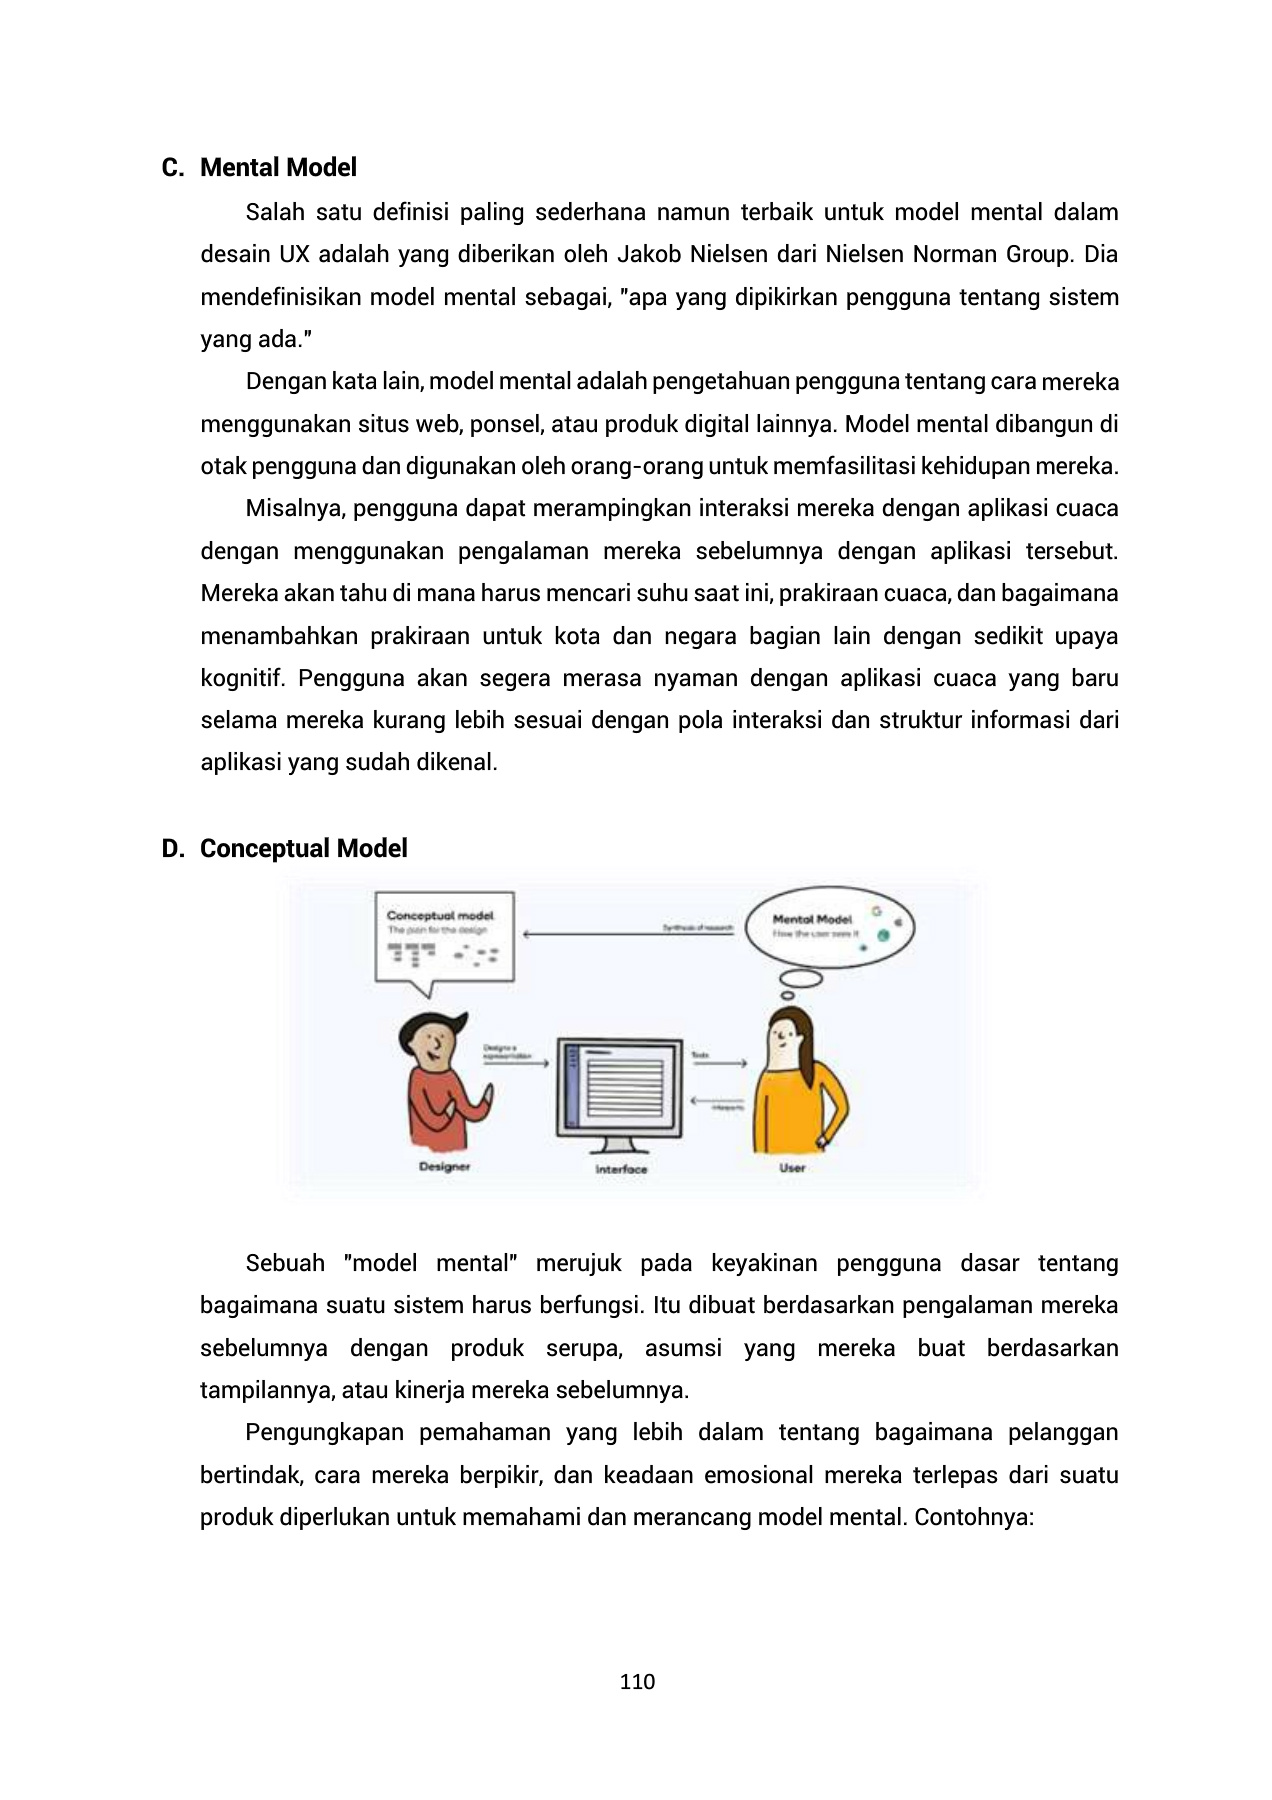 C. Mental Model
Salah satu definisi paling sederhana namun terbaik untuk model mental dalam
desain UX adalah yang diberikan oleh Jakob Nielsen dari Nielsen Norman Group. Dia
mendefinisikan model mental sebagai, "apa yang dipikirkan pengguna tentang sistem
yang ada."
Dengan kata lain, model mental adalah pengetahuan pengguna tentang cara mereka
menggunakan situs web, ponsel, atau produk digital lainnya. Model mental dibangun di
otak pengguna dan digunakan oleh orang-orang untuk memfasilitasi kehidupan mereka.
Misalnya, pengguna dapat merampingkan interaksi mereka dengan aplikasi cuaca
dengan menggunakan pengalaman mereka sebelumnya dengan aplikasi tersebut.
Mereka akan tahu di mana harus mencari suhu saat ini, prakiraan cuaca, dan bagaimana
menambahkan prakiraan untuk kota dan negara bagian lain dengan sedikit upaya
kognitif. Pengguna akan segera merasa nyaman dengan aplikasi cuaca yang baru
selama mereka kurang lebih sesuai dengan pola interaksi dan struktur informasi dari
aplikasi yang sudah dikenal.
D. Conceptual Model
Conceptual model
The plan for the design
Synthesis of research
Mental Model
How the user sees it
Designs a
representation
Tests
Designer
Interface
User
Sebuah "model mental" merujuk pada keyakinan pengguna dasar tentang
bagaimana suatu sistem harus berfungsi. Itu dibuat berdasarkan pengalaman mereka
sebelumnya dengan produk serupa, asumsi yang mereka buat berdasarkan
tampilannya, atau kinerja mereka sebelumnya.
Pengungkapan pemahaman yang lebih dalam tentang bagaimana pelanggan
bertindak, cara mereka berpikir, dan keadaan emosional mereka terlepas dari suatu
produk diperlukan untuk memahami dan merancang model mental. Contohnya:
110